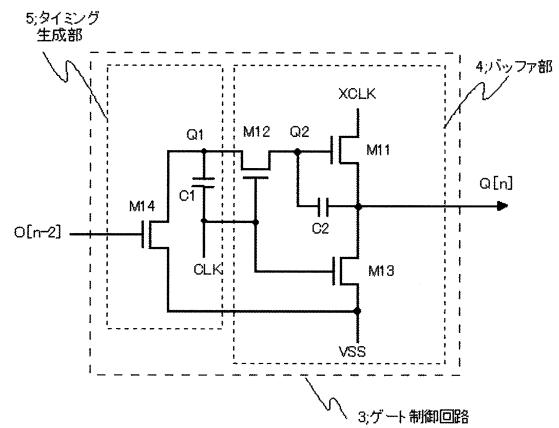 5;タイミング
生成部
4;バッファ部
XCLK
Q1
M12
Q2
M11
Q[n]
C1
M14
C2
O[n-2]
CLK
M13
VSS
3;ゲート制御回路